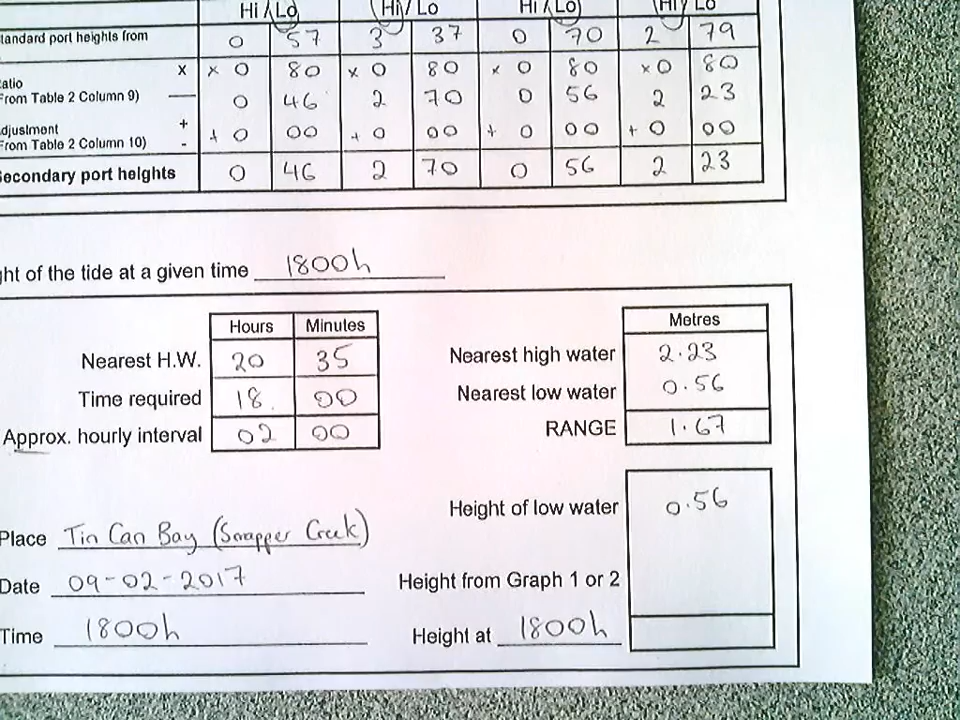 Hi / Lo Hi / Lo Hi / Lo Hi / Lo
tandard port heights from 0 57 3 37 0 70 2 79
atio x x 0 80 x 0 80 x 0 80 x 0 80
From Table 2 Column 9) 0 46 2 70 0 56 2 23
djustment + + 0 00 + 0 00 + 0 00 + 0 00
From Table 2 Column 10) -
econdary port heights 0 46 2 70 0 56 2 23
ght of the tide at a given time 1800h
Hours Minutes Metres
Nearest H.W. 20 35 Nearest high water 2.23
Time required 18 00 Nearest low water 0.56
Approx. hourly interval 02 00 RANGE 1.67
Height of low water 0.56
Place Tin Can Bay (Snapper Creek)
Date 09-02-2017 Height from Graph 1 or 2
Time 1800h Height at 1800h